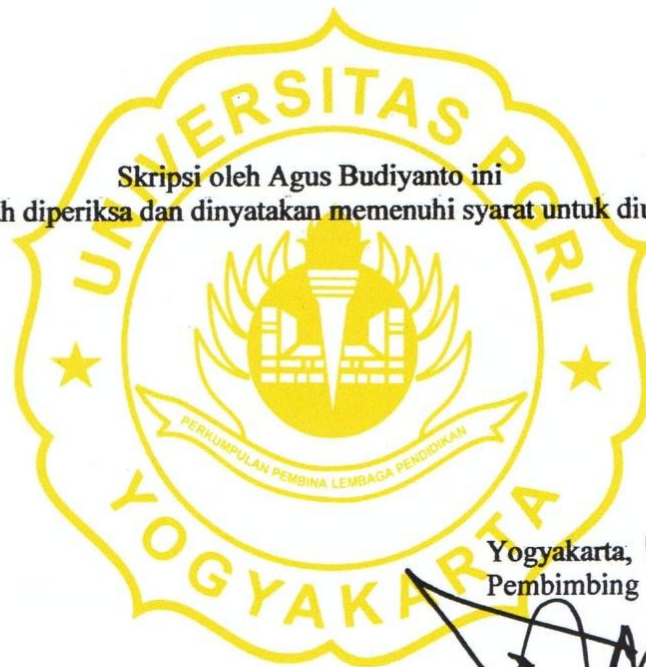 UNIVERSITAS PGRI
Skripsi oleh Agus Budiyanto ini
diperiksa dan dinyatakan memenuhi syarat untuk
PERKUMPULAN PEMBINA LEMBAGA PENDIDIKAN
YOGYAKARTA
Yogyakarta,
Pembimbing